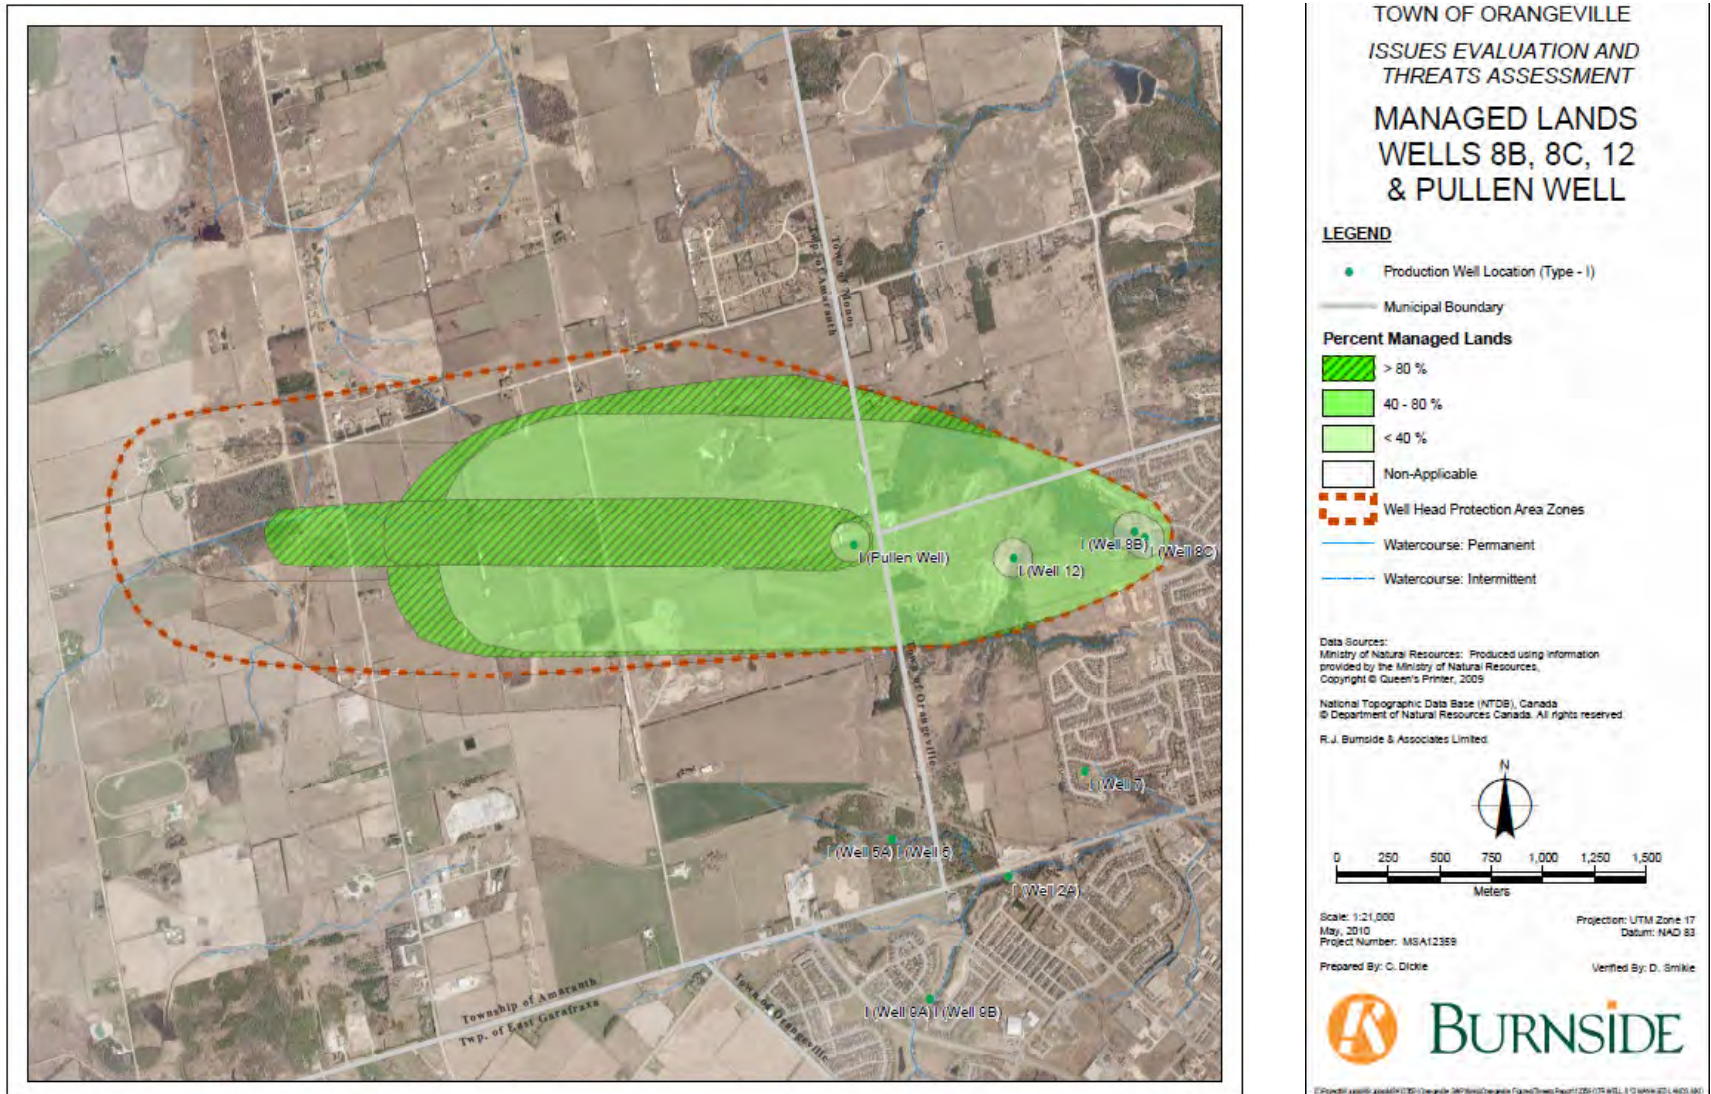 TOWN OF ORANGEVILLE
ISSUES EVALUATION AND
THREATS ASSESSMENT
MANAGED LANDS
WELLS 8B, 8C, 12
& PULLEN WELL
LEGEND
Production Well Location (Type - I)
Municipal Boundary
Percent Managed Lands
> 80 %
40 - 80 %
< 40 %
Non-Applicable
Well Head Protection Area Zones
Watercourse: Permanent
Watercourse: Intermittent
Data Sources:
Ministry of Natural Resources: Produced using information
provided by the Ministry of Natural Resources,
Copyright © Queen's Printer, 2009
National Topographic Data Base (NTDB), Canada
© Department of Natural Resources Canada. All rights reserved
R.J. Burnside & Associates Limited.
N
0 250 500 750 1,000 1,250 1,500
Meters
Scale: 1:21,000
May, 2010
Project Number: MSA12359
Projection: UTM Zone 17
Datum: NAD 83
Prepared By: C. Dickie
Verified By: D. Smikle
BURNSIDE
Town of Mono
Twp. of Amaranth
I (Pullen Well)
I (Well 12)
I (Well 8B)
I (Well 8C)
Town of Orangeville
I (Well 7)
I (Well 5A) I (Well 5)
I (Well 2A)
I (Well 9A) I (Well 9B)
Township of Amaranth
Twp. of East Garafraxa
Town of Orangeville